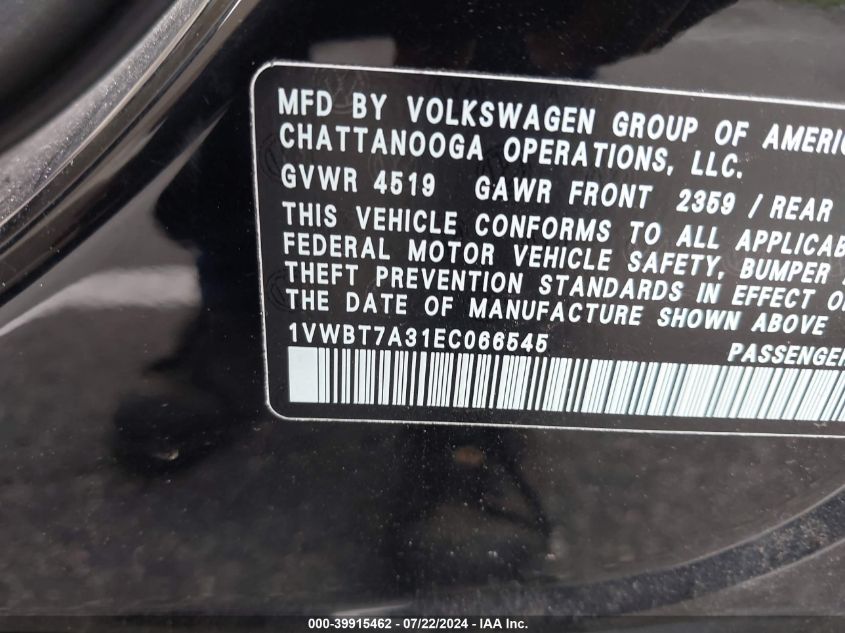 MFD BY VOLKSWAGEN GROUP OF AMERIC
CHATTANOOGA OPERATIONS, LLC.
GVWR 4519 GAWR FRONT 2359 / REAR
THIS VEHICLE CONFORMS TO ALL APPLICAB
FEDERAL MOTOR VEHICLE SAFETY, BUMPER
THEFT PREVENTION STANDARDS IN EFFECT O
THE DATE OF MANUFACTURE SHOWN ABOVE
1VWBT7A31EC066545 PASSENGER
000-39915462 - 07/22/2024 - IAA Inc.